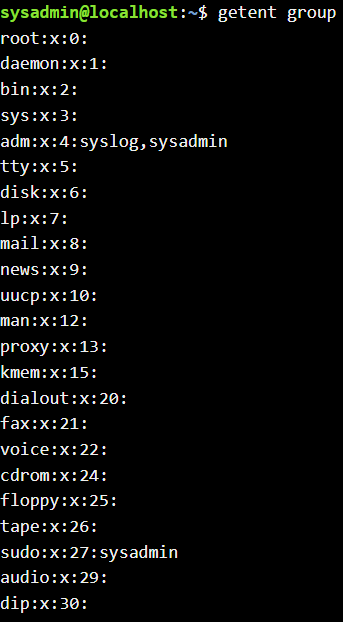 sysadmin@localhost:~$ getent group
root:x:0:
daemon:x:1:
bin:x:2:
sys:x:3:
adm:x:4:syslog,sysadmin
tty:x:5:
disk:x:6:
lp:x:7:
mail:x:8:
news:x:9:
uucp:x:10:
man:x:12:
proxy:x:13:
kmem:x:15:
dialout:x:20:
fax:x:21:
voice:x:22:
cdrom:x:24:
floppy:x:25:
tape:x:26:
sudo:x:27:sysadmin
audio:x:29:
dip:x:30: